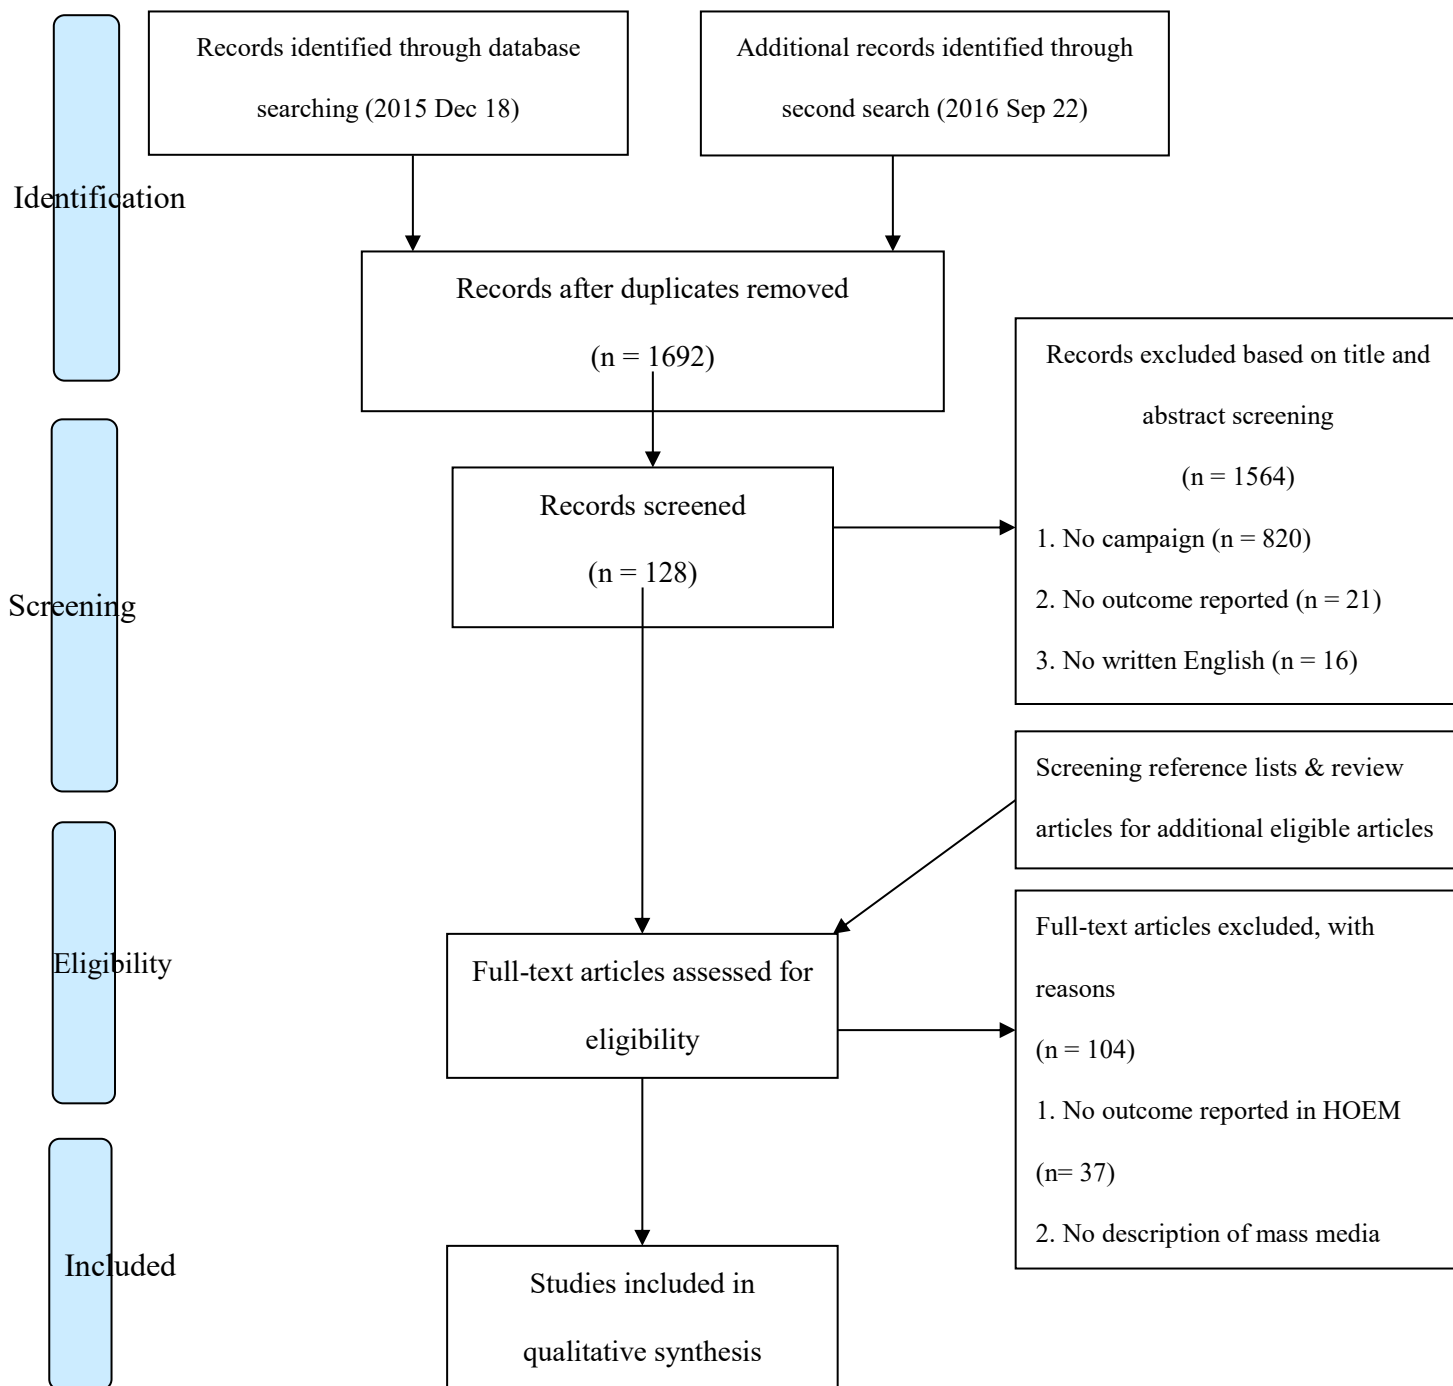 Records identified through database
searching (2015 Dec 18)
Additional records identified through
second search (2016 Sep 22)
Identification
Records after duplicates removed
(n = 1692)
Records excluded based on title and
abstract screening
(n = 1564)
1. No campaign (n = 820)
2. No outcome reported (n = 21)
3. No written English (n = 16)
Records screened
(n = 128)
Screening
Screening reference lists & review
articles for additional eligible articles
Full-text articles assessed for
eligibility
Eligibility
Full-text articles excluded, with
reasons
(n = 104)
1. No outcome reported in HOEM
(n= 37)
2. No description of mass media
Included
Studies included in
qualitative synthesis